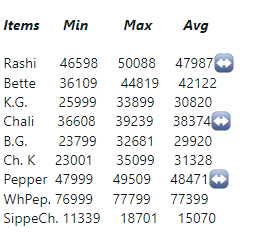 Items Min Max Avg
Rashi 46598 50088 47987↔
Bette 36109 44819 42122
K.G. 25999 33899 30820
Chali 36608 39239 38374↔
B.G. 23799 32681 29920
Ch. K 23001 35099 31328
Pepper 47999 49509 48471↔
WhPep. 76999 77799 77399
SippeCh. 11339 18701 15070